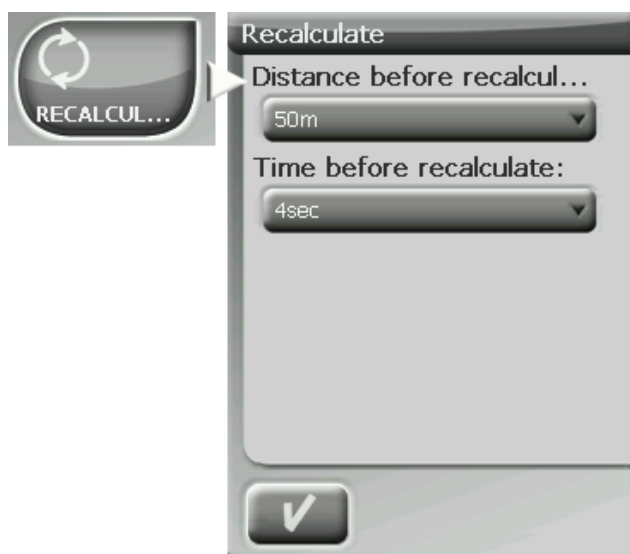 RECALCUL...
Recalculate
Distance before recalcul...
50m
Time before recalculate:
4sec